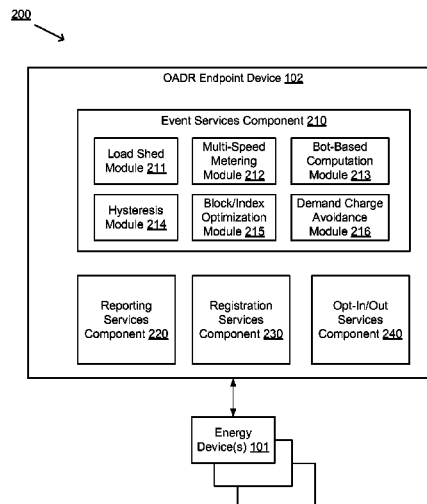 200
OADR Endpoint Device 102
Event Services Component 210
Load Shed
Module 211
Multi-Speed
Metering
Module 212
Bot-Based
Computation
Module 213
Hysteresis
Module 214
Block/Index
Optimization
Module 215
Demand Charge
Avoidance
Module 216
Reporting
Services
Component 220
Registration
Services
Component 230
Opt-In/Out
Services
Component 240
Energy
Device(s) 101